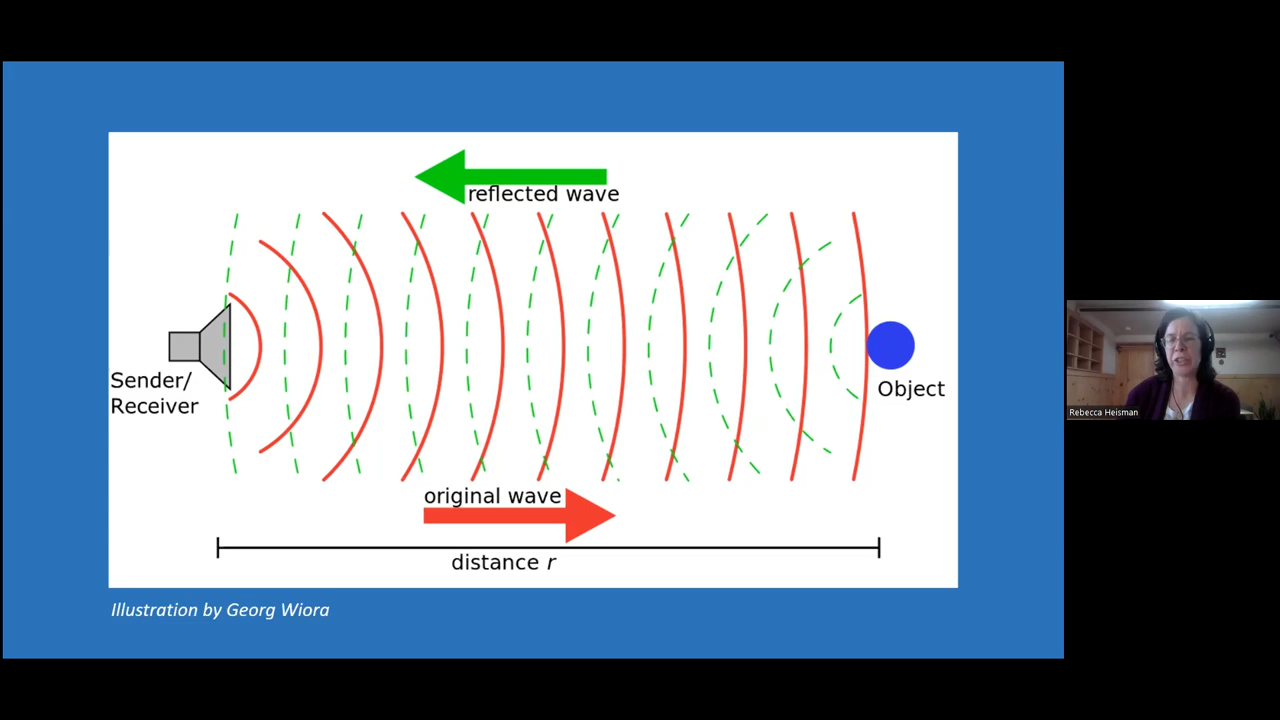 reflected wave
Sender/
Receiver
Object
original wave
distance r
Illustration by Georg Wiora
Rebecca Heisman